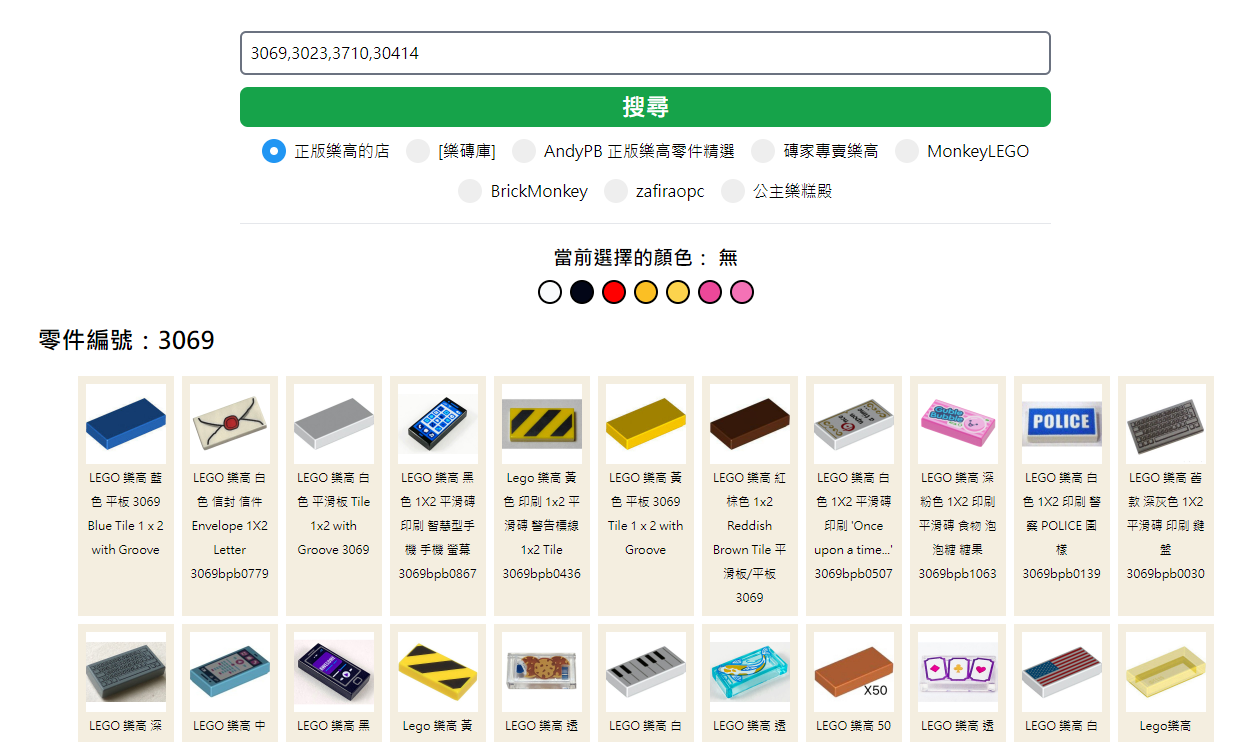 3069,3023,3710,30414
搜尋
正版樂高的店 [樂磚庫] AndyPB 正版樂高零件精選 磚家專賣樂高 MonkeyLEGO
BrickMonkey zafiraopc 公主樂糕殿
當前選擇的顏色： 無
零件編號：3069
LEGO 樂高 藍
色 平板 3069
Blue Tile 1 x 2
with Groove
LEGO 樂高 白
色 信封 信件
Envelope 1X2
Letter
3069bpb0779
LEGO 樂高 白
色 平滑板 Tile
1x2 with
Groove 3069
LEGO 樂高 黑
色 1X2 平滑磚
印刷 智慧型手
機 手機 螢幕
3069bpb0867
Lego 樂高 黃
色 印刷 1x2 平
滑磚 警告標線
1x2 Tile
3069bpb0436
LEGO 樂高 黃
色 平板 3069
Tile 1 x 2 with
Groove
LEGO 樂高 紅
棕色 1x2
Reddish
Brown Tile 平
滑板/平板
3069
LEGO 樂高 白
色 1X2 平滑磚
印刷 'Once
upon a time...'
3069bpb0507
LEGO 樂高 深
粉色 1X2 印刷
平滑磚 食物 泡
泡糖 糖果
3069bpb1063
POLICE
LEGO 樂高 白
色 1X2 印刷 警
察 POLICE 圖
樣
3069bpb0139
LEGO 樂高 舊
款 深灰色 1X2
平滑磚 印刷 鍵
盤
3069bpb0030
LEGO 樂高 深
LEGO 樂高 中
LEGO 樂高 黑
Lego 樂高 黃
LEGO 樂高 透
LEGO 樂高 白
LEGO 樂高 透
X50
LEGO 樂高 50
LEGO 樂高 透
LEGO 樂高 白
Lego樂高